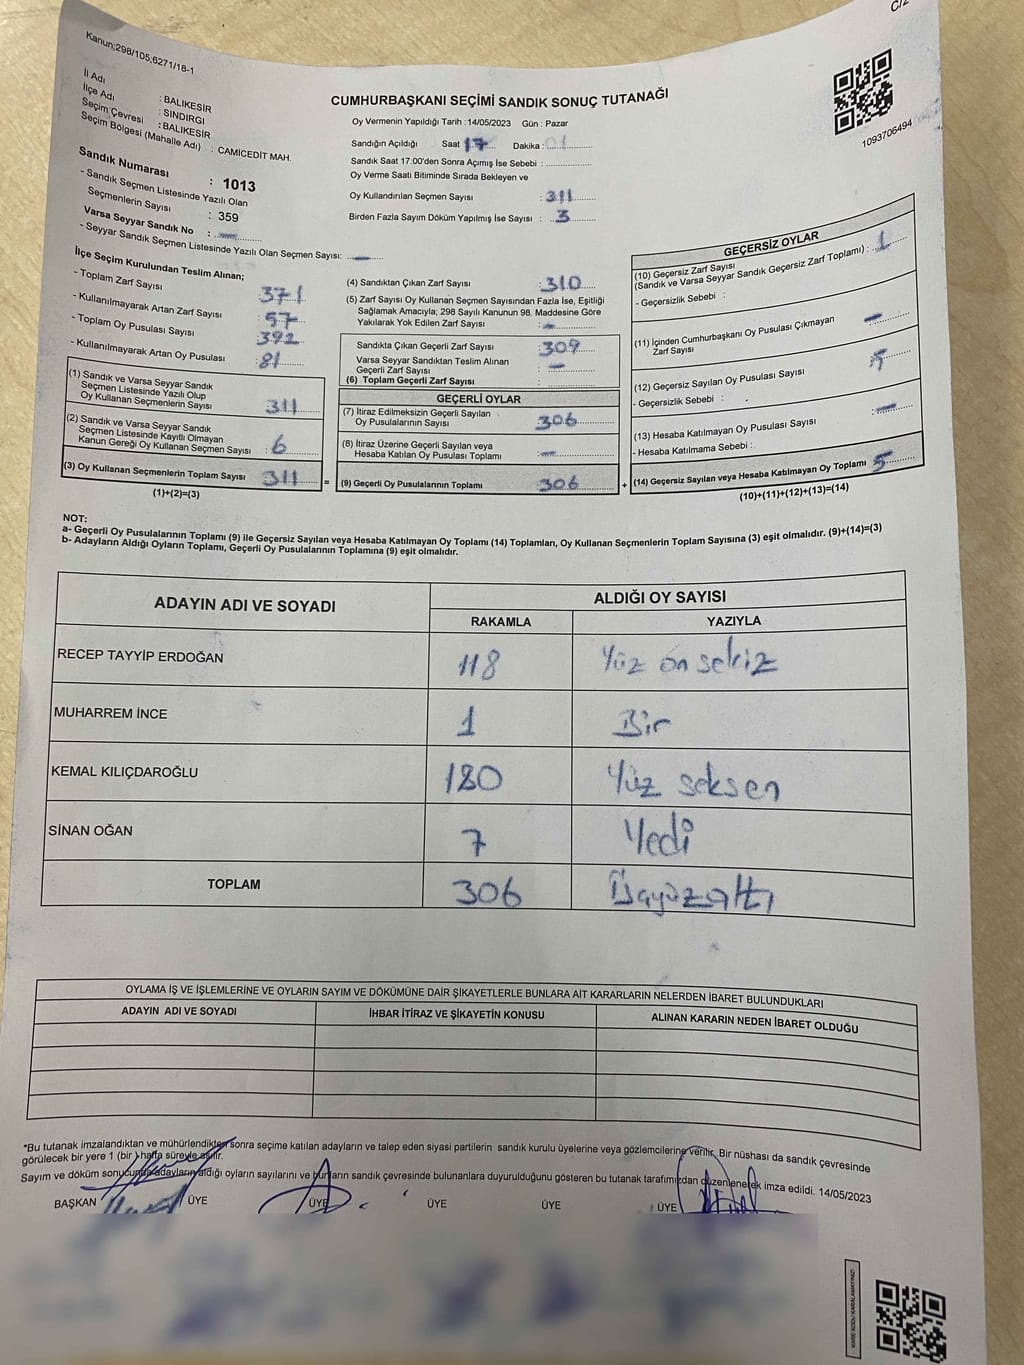 C/2
Kanun;298/105,6271/18-1
İl Adı : BALIKESİR
İlçe Adı : SINDIRGI
Seçim Çevresi : BALIKESİR
Seçim Bölgesi (Mahalle Adı) : CAMİCEDİT MAH.
Sandık Numarası : 1013
- Sandık Seçmen Listesinde Yazılı Olan
Seçmenlerin Sayısı : 359
Varsa Seyyar Sandık No : —
- Seyyar Sandık Seçmen Listesinde Yazılı Olan Seçmen Sayısı: —
CUMHURBAŞKANI SEÇİMİ SANDIK SONUÇ TUTANAĞI
Oy Vermenin Yapıldığı Tarih :14/05/2023 Gün : Pazar
Sandığın Açıldığı Saat 17 Dakika :
Sandık Saat 17:00'den Sonra Açımış İse Sebebi :
Oy Verme Saati Bitiminde Sırada Bekleyen ve
Oy Kullandırılan Seçmen Sayısı : 311
Birden Fazla Sayım Döküm Yapılmış İse Sayısı : 3
1093706494
İlçe Seçim Kurulundan Teslim Alınan;
- Toplam Zarf Sayısı 371
- Kullanılmayarak Artan Zarf Sayısı : 57
- Toplam Oy Pusulası Sayısı 392
- Kullanılmayarak Artan Oy Pusulası : 81
(1) Sandık ve Varsa Seyyar Sandık
Seçmen Listesinde Yazılı Olup
Oy Kullanan Seçmenlerin Sayısı 311
(2) Sandık ve Varsa Seyyar Sandık
Seçmen Listesinde Kayıtlı Olmayan
Kanun Gereği Oy Kullanan Seçmen Sayısı : 6
(3) Oy Kullanan Seçmenlerin Toplam Sayısı 311
(1)+(2)=(3)
(4) Sandıktan Çıkan Zarf Sayısı : 310
(5) Zarf Sayısı Oy Kullanan Seçmen Sayısından Fazla İse, Eşitliği
Sağlamak Amacıyla; 298 Sayılı Kanunun 98. Maddesine Göre
Yakılarak Yok Edilen Zarf Sayısı : —
Sandıkta Çıkan Geçerli Zarf Sayısı : 309
Varsa Seyyar Sandıktan Teslim Alınan
Geçerli Zarf Sayısı : —
(6) Toplam Geçerli Zarf Sayısı :
GEÇERLİ OYLAR
(7) İtiraz Edilmeksizin Geçerli Sayılan
Oy Pusulasının Sayısı : 306
(8) İtiraz Üzerine Geçerli Sayılan veya
Hesaba Katılan Oy Pusulası Toplamı : —
= (9) Geçerli Oy Pusulalarının Toplamı : 306 +
GEÇERSİZ OYLAR
(10) Geçersiz Zarf Sayısı
(Sandık ve Varsa Seyyar Sandık Geçersiz Zarf Toplamı) : 1
- Geçersizlik Sebebi :
(11) İçinden Cumhurbaşkanı Oy Pusulası Çıkmayan
Zarf Sayısı : —
(12) Geçersiz Sayılan Oy Pusulası Sayısı : 5
- Geçersizlik Sebebi :
(13) Hesaba Katılmayan Oy Pusulası Sayısı : —
- Hesaba Katılmama Sebebi :
(14) Geçersiz Sayılan veya Hesaba Katılmayan Oy Toplamı 5
(10)+(11)+(12)+(13)=(14)
NOT:
a- Geçerli Oy Pusulalarının Toplamı (9) ile Geçersiz Sayılan veya Hesaba Katılmayan Oy Toplamı (14) Toplamları, Oy Kullanan Seçmenlerin Toplam Sayısına (3) eşit olmalıdır. (9)+(14)=(3)
b- Adayların Aldığı Oyların Toplamı, Geçerli Oy Pusulalarının Toplamına (9) eşit olmalıdır.
ADAYIN ADI VE SOYADI ALDIĞI OY SAYISI
RAKAMLA YAZIYLA
RECEP TAYYİP ERDOĞAN 118 Yüz on sekiz
MUHARREM İNCE 1 Bir
KEMAL KILIÇDAROĞLU 180 Yüz seksen
SİNAN OĞAN 7 Yedi
TOPLAM 306
OYLAMA İŞ VE İŞLEMLERİNE VE OYLARIN SAYIM VE DÖKÜMÜNE DAİR ŞİKAYETLERLE BUNLARA AİT KARARLARIN NELERDEN İBARET BULUNDUKLARI
ADAYIN ADI VE SOYADI İHBAR İTİRAZ VE ŞİKAYETİN KONUSU ALINAN KARARIN NEDEN İBARET OLDUĞU
*Bu tutanak imzalandıktan ve mühürlendikten sonra seçime katılan adayların ve talep eden siyasi partilerin sandık kurulu üyelerine veya gözlemcilerine verilir. Bir nüshası da sandık çevresinde
görülecek bir yere 1 (bir) hafta süreyle asılır.
Sayım ve döküm sonucunda adayların aldığı oyların sayılarını ve bunların sandık çevresinde bulunanlara duyurulduğunu gösteren bu tutanak tarafımızdan düzenlenerek imza edildi. 14/05/2023
BAŞKAN ÜYE ÜYE ÜYE ÜYE ÜYE
KARE KODU KARALAMAYINIZ!